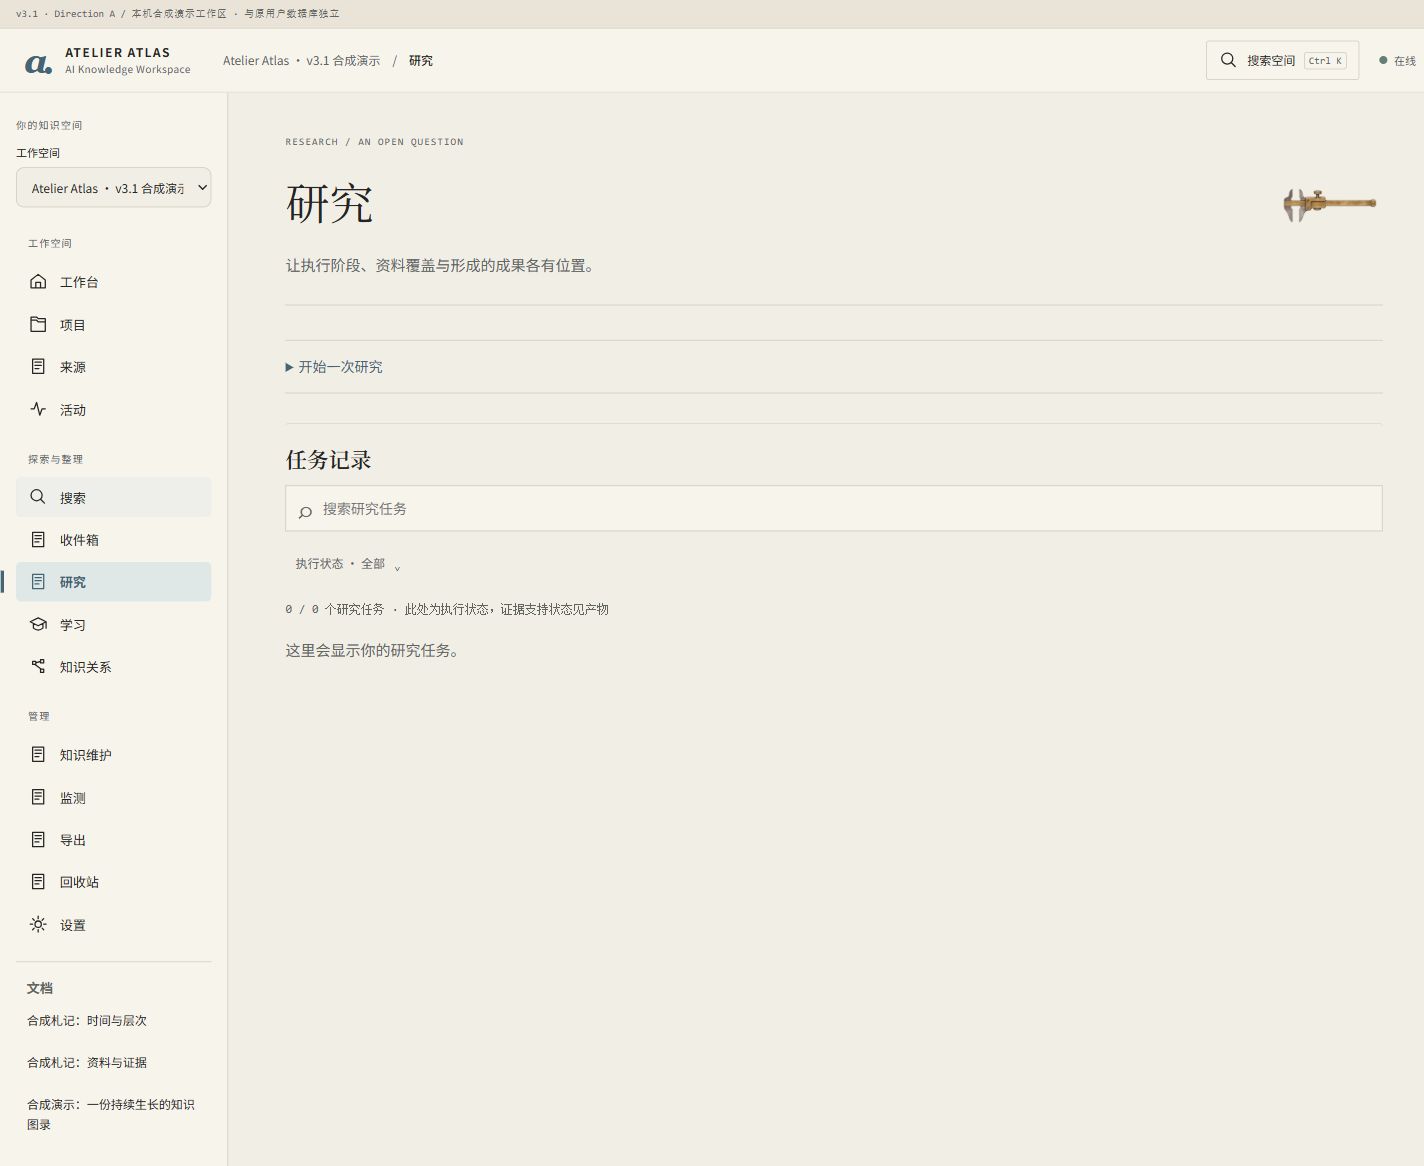 v3.1 · Direction A / 本机合成演示工作区 · 与原用户数据库独立
a.
ATELIER ATLAS
AI Knowledge Workspace
Atelier Atlas · v3.1 合成演示 / 研究
搜索空间 Ctrl K
在线
你的知识空间
工作空间
Atelier Atlas · v3.1 合成演示
工作空间
工作台
项目
来源
活动
探索与整理
搜索
收件箱
研究
学习
知识关系
管理
知识维护
监测
导出
回收站
设置
文档
合成札记：时间与层次
合成札记：资料与证据
合成演示：一份持续生长的知识
图录
RESEARCH / AN OPEN QUESTION
研究
让执行阶段、资料覆盖与形成的成果各有位置。
开始一次研究
任务记录
搜索研究任务
执行状态 · 全部
0 / 0 个研究任务 · 此处为执行状态，证据支持状态见产物
这里会显示你的研究任务。